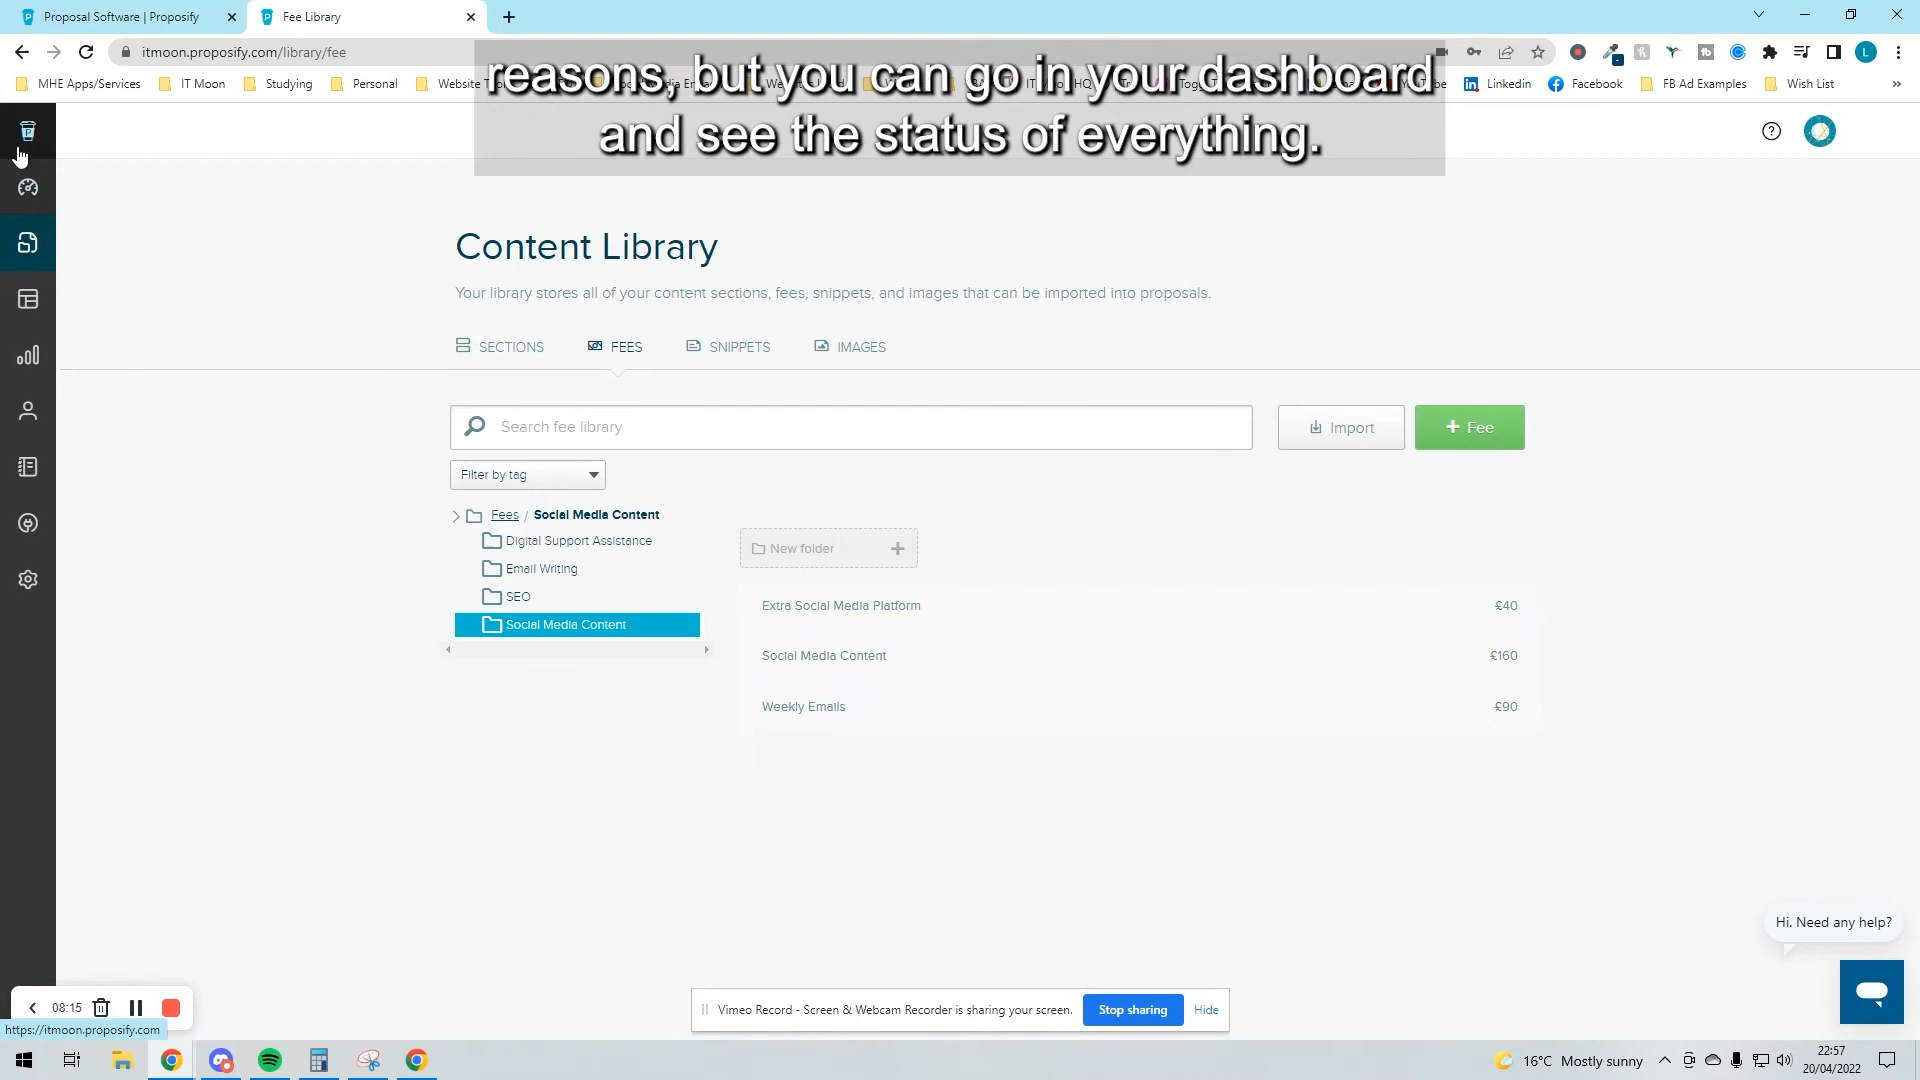 Proposal Software | Proposify
Fee Library
itmoon.proposify.com/library/fee
MHE Apps/Services
IT Moon
Studying
Personal
Website
Linkedin
Facebook
FB Ad Examples
Wish List
reasons, but you can go in your dashboard
and see the status of everything.
Content Library
Your library stores all of your content sections, fees, snippets, and images that can be imported into proposals.
SECTIONS
FEES
SNIPPETS
IMAGES
Search fee library
Import
+ Fee
Filter by tag
Fees / Social Media Content
Digital Support Assistance
Email Writing
SEO
Social Media Content
New folder +
Extra Social Media Platform £40
Social Media Content £160
Weekly Emails £90
Hi. Need any help?
08:15
Vimeo Record - Screen & Webcam Recorder is sharing your screen.
Stop sharing
Hide
https://itmoon.proposify.com
16°C Mostly sunny
22:57
20/04/2022